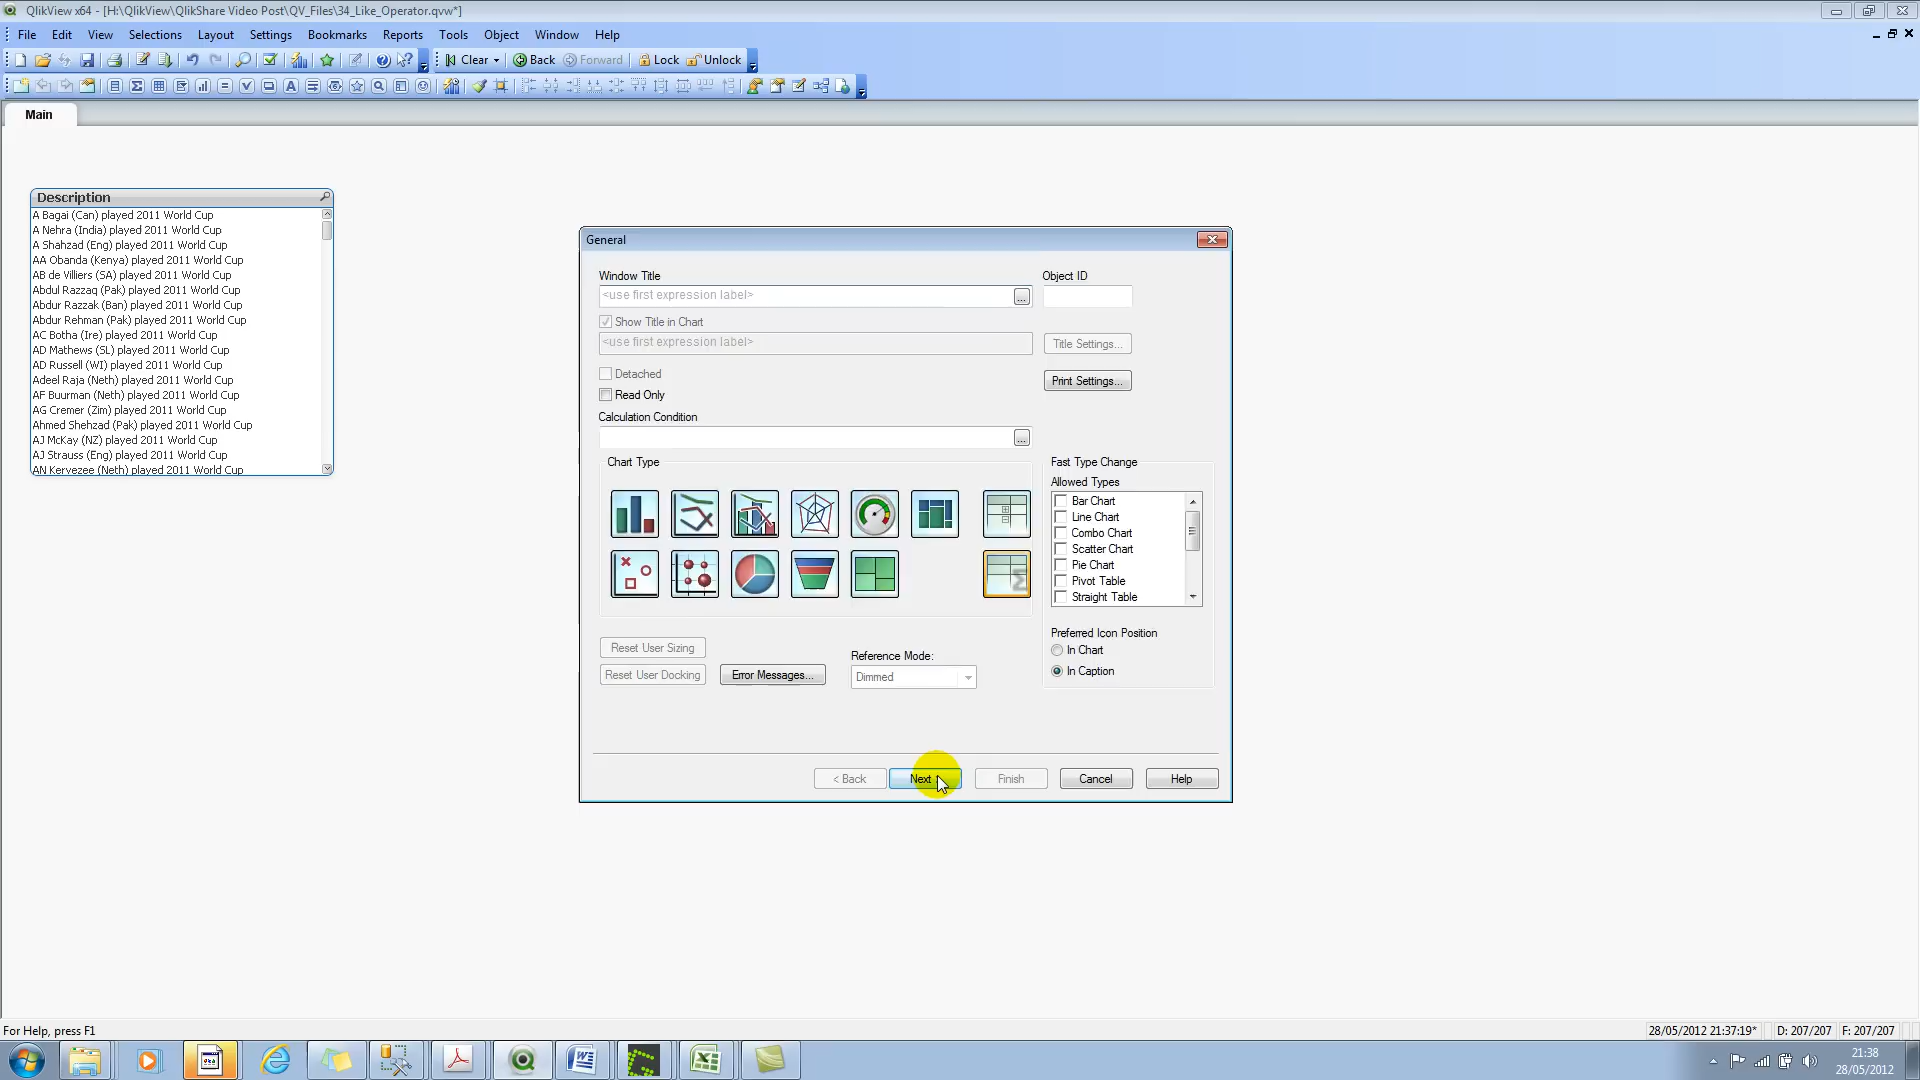 QlikView x64 - [H:\QlikView\QlikShare Video Post\QV_Files\34_Like_Operator.qvw*]
File Edit View Selections Layout Settings Bookmarks Reports Tools Object Window Help
Clear Back Forward Lock Unlock
Main
Description
A Bagai (Can) played 2011 World Cup
A Nehra (India) played 2011 World Cup
A Shahzad (Eng) played 2011 World Cup
AA Obanda (Kenya) played 2011 World Cup
AB de Villiers (SA) played 2011 World Cup
Abdul Razzaq (Pak) played 2011 World Cup
Abdur Razzak (Ban) played 2011 World Cup
Abdur Rehman (Pak) played 2011 World Cup
AC Botha (Ire) played 2011 World Cup
AD Mathews (SL) played 2011 World Cup
AD Russell (WI) played 2011 World Cup
Adeel Raja (Neth) played 2011 World Cup
AF Buurman (Neth) played 2011 World Cup
AG Cremer (Zim) played 2011 World Cup
Ahmed Shehzad (Pak) played 2011 World Cup
AJ McKay (NZ) played 2011 World Cup
AJ Strauss (Eng) played 2011 World Cup
AN Kervezee (Neth) played 2011 World Cup
General
Window Title
Object ID
<use first expression label>
...
Show Title in Chart
<use first expression label>
Title Settings...
Detached
Print Settings...
Read Only
Calculation Condition
...
Chart Type
Fast Type Change
Allowed Types
Bar Chart
Line Chart
Combo Chart
Scatter Chart
Pie Chart
Pivot Table
Straight Table
Preferred Icon Position
In Chart
In Caption
Reset User Sizing
Reference Mode:
Reset User Docking
Error Messages...
Dimmed
< Back
Next
Finish
Cancel
Help
For Help, press F1
28/05/2012 21:37:19* D: 207/207 F: 207/207
21:38
28/05/2012